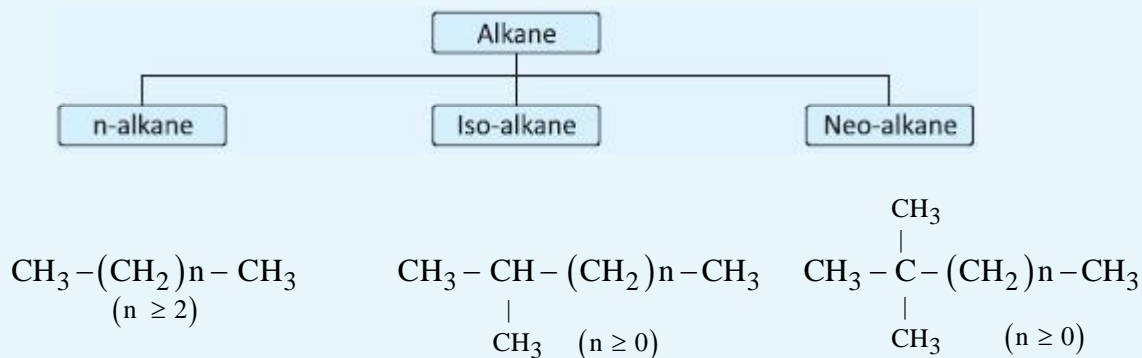 Alkane
n-alkane Iso-alkane Neo-alkane
CH₃
|
CH₃ –(CH₂)n– CH₃ CH₃ – CH – (CH₂)n – CH₃ CH₃ – C – (CH₂)n – CH₃
(n ≥ 2) | |
CH₃ (n ≥ 0) CH₃ (n ≥ 0)